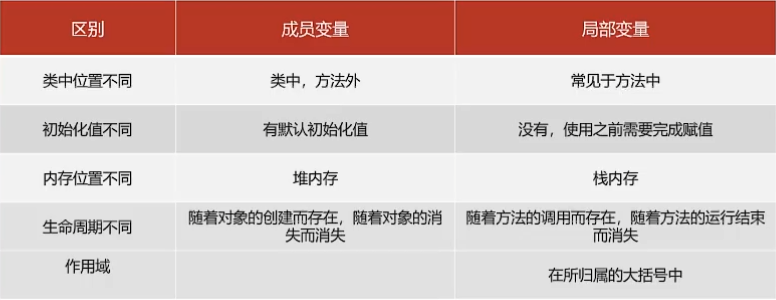 区别 成员变量 局部变量
类中位置不同 类中，方法外 常见于方法中
初始化值不同 有默认初始化值 没有，使用之前需要完成赋值
内存位置不同 堆内存 栈内存
生命周期不同 随着对象的创建而存在，随着对象的消失而消失 随着方法的调用而存在，随着方法的运行结束而消失
作用域 在所归属的大括号中